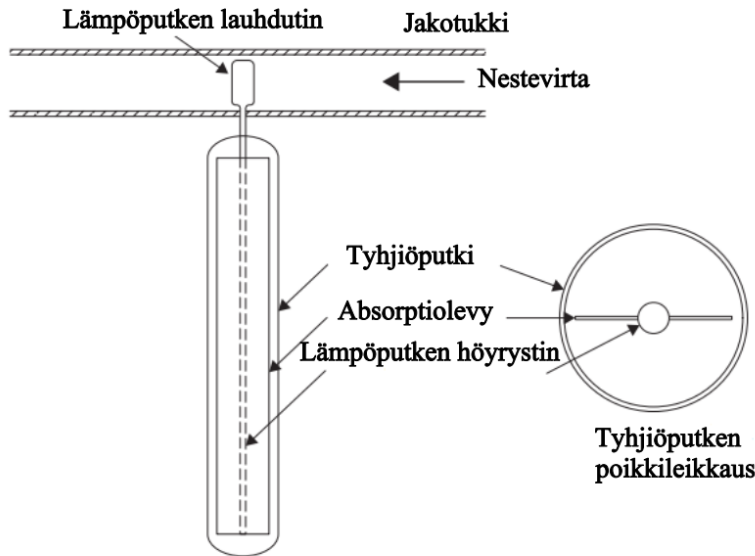 Lämpöputken lauhdutin
Jakotukki
Nestevirta
Tyhjiöputki
Absorptiolevy
Lämpöputken höyrystin
Tyhjiöputken
poikkileikkaus